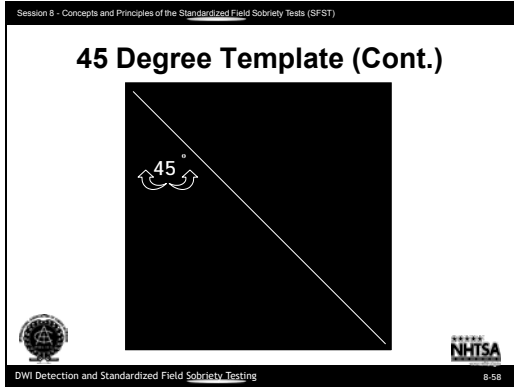 Session 8 - Concepts and Principles of the Standardized Field Sobriety Tests (SFST)
45 Degree Template (Cont.)
45°
NHTSA
DWI Detection and Standardized Field Sobriety Testing
8-58